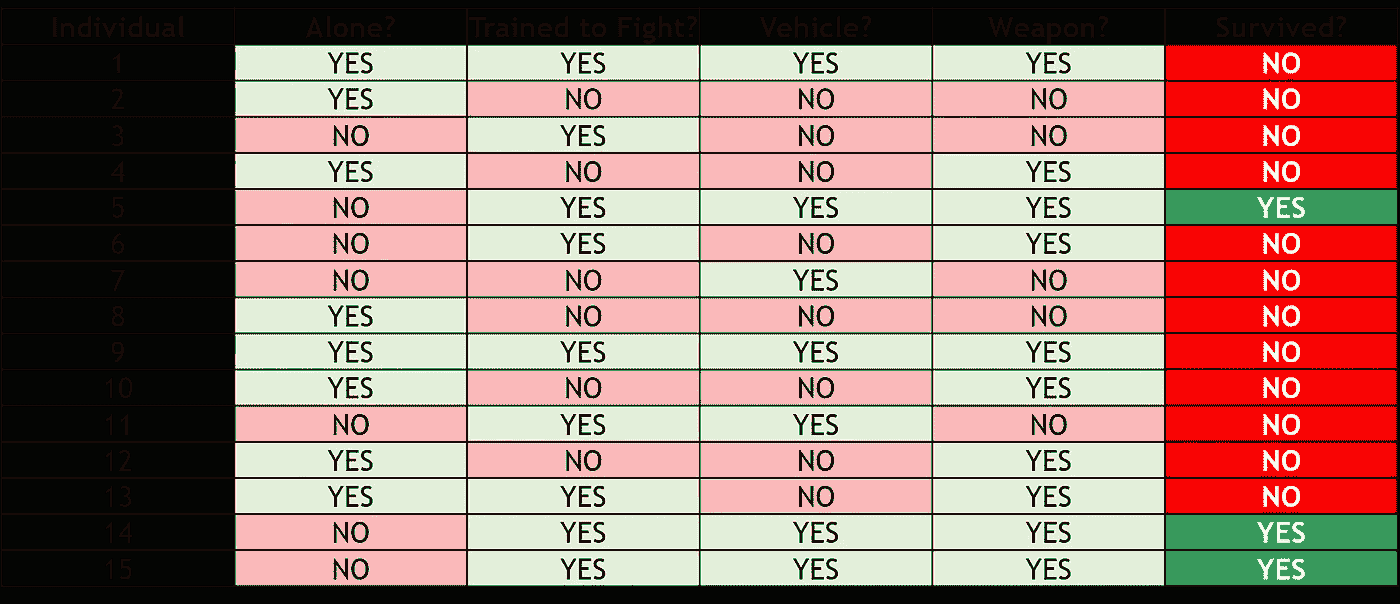 Individual Alone? Trained to Fight? Vehicle? Weapon? Survived?
1 YES YES YES YES NO
2 YES NO NO NO NO
3 NO YES NO NO NO
4 YES NO NO YES NO
5 NO YES YES YES YES
6 NO YES NO YES NO
7 NO NO YES NO NO
8 YES NO NO NO NO
9 YES YES YES YES NO
10 YES NO NO YES NO
11 NO YES YES NO NO
12 YES NO NO YES NO
13 YES YES NO YES NO
14 NO YES YES YES YES
15 NO YES YES YES YES